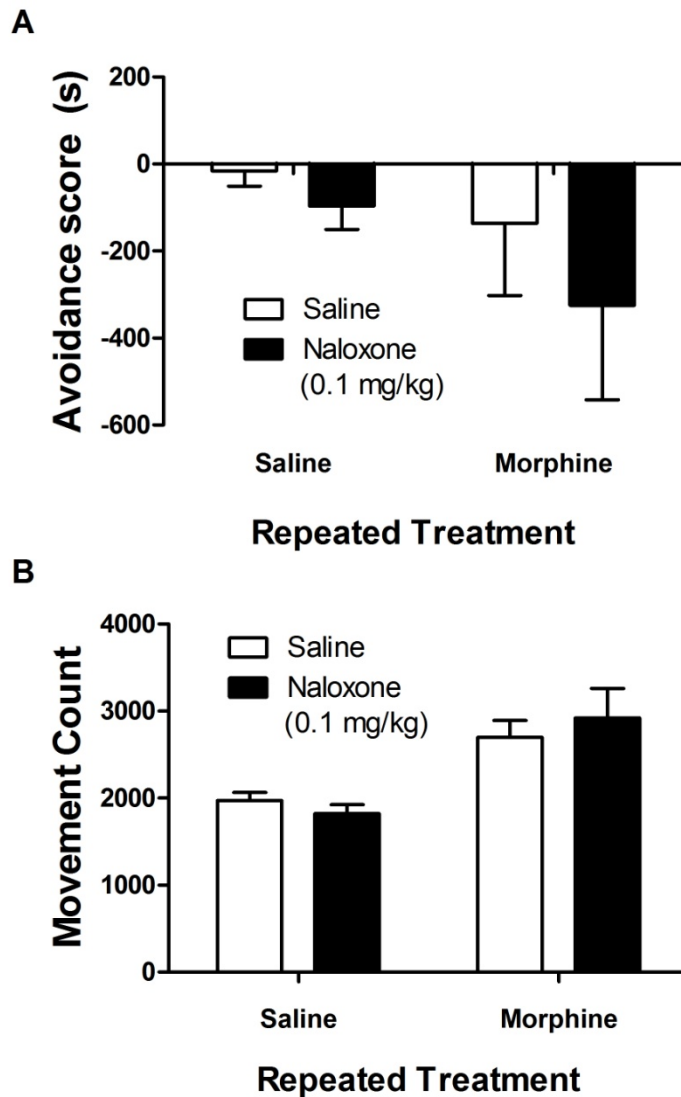 A
Avoidance score (s)
200
0
-200
-400
-600
Saline
Naloxone
(0.1 mg/kg)
Saline Morphine
Repeated Treatment
B
Movement Count
4000
3000
2000
1000
0
Saline
Naloxone
(0.1 mg/kg)
Saline Morphine
Repeated Treatment